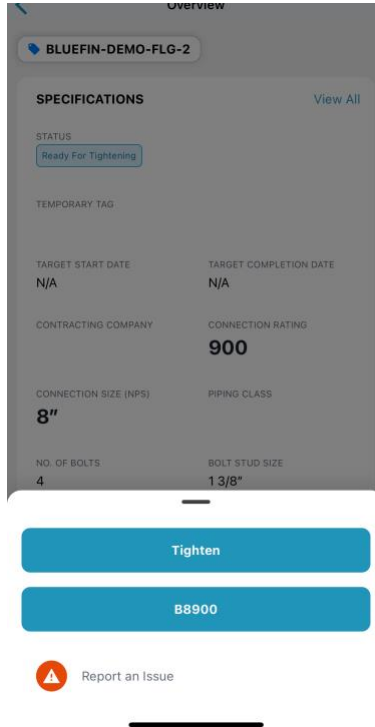 Overview
BLUEFIN-DEMO-FLG-2
SPECIFICATIONS View All
STATUS
Ready For Tightening
TEMPORARY TAG
TARGET START DATE TARGET COMPLETION DATE
N/A N/A
CONTRACTING COMPANY CONNECTION RATING
900
CONNECTION SIZE (NPS) PIPING CLASS
8"
NO. OF BOLTS BOLT STUD SIZE
4 1 3/8"
Tighten
B8900
Report an Issue